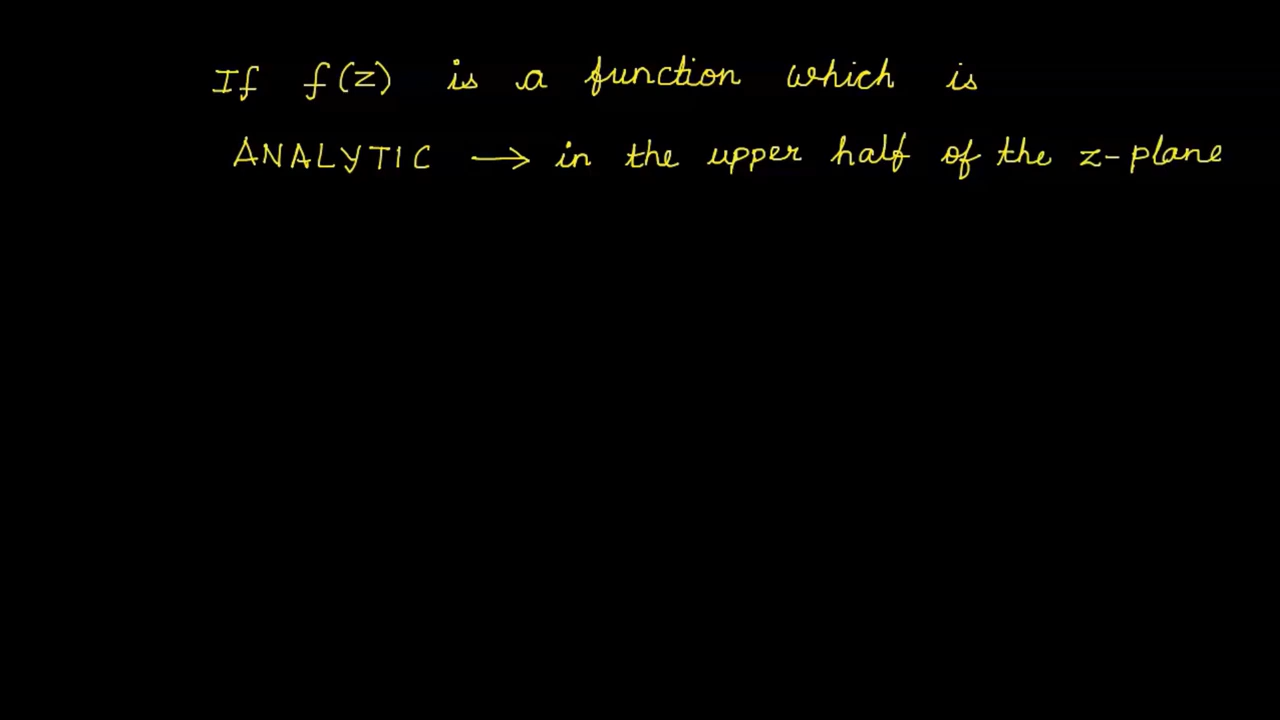 If f(z) is a function which is
ANALYTIC → in the upper half of the z-plane